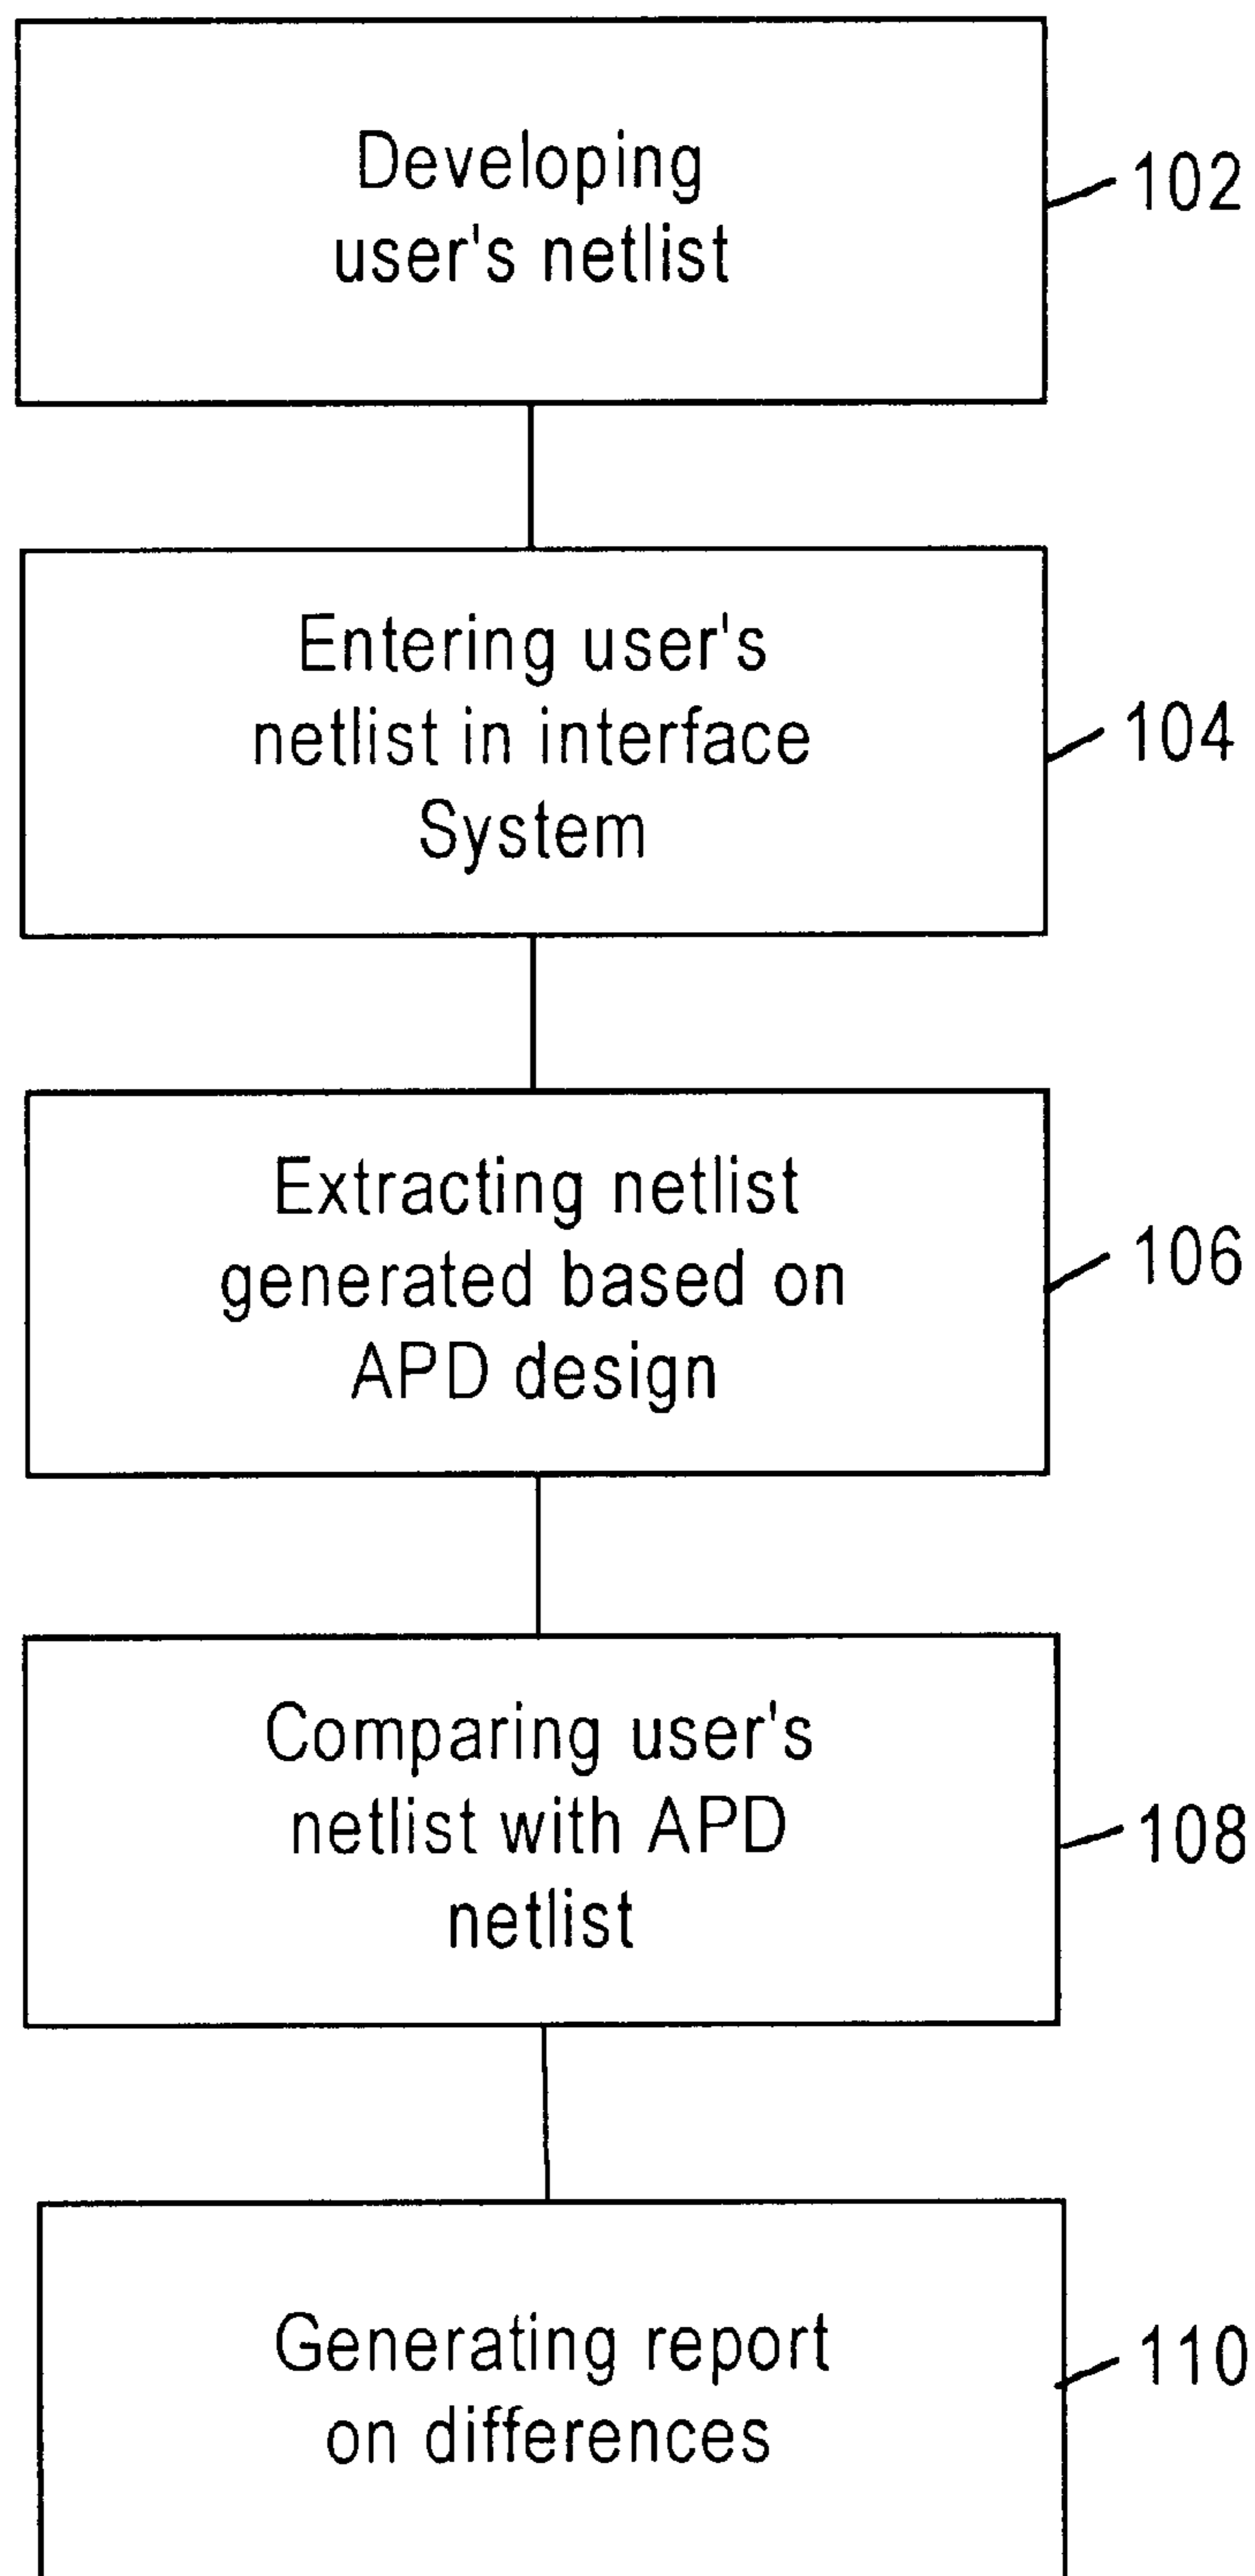 Developing
user's netlist
102
Entering user's
netlist in interface
System
104
Extracting netlist
generated based on
APD design
106
Comparing user's
netlist with APD
netlist
108
Generating report
on differences
110